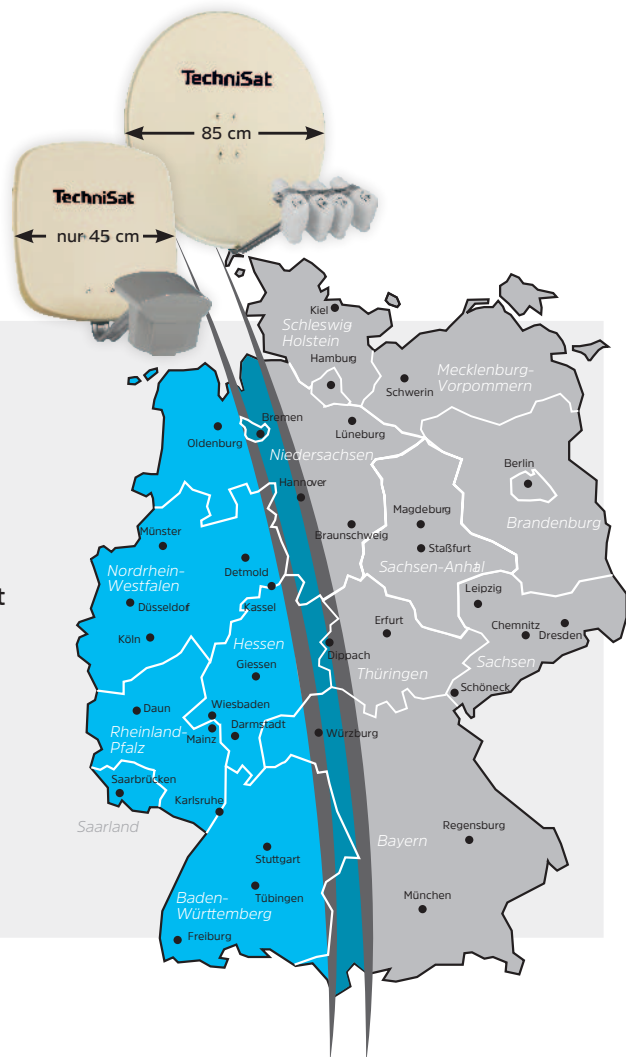 TechniSat
85 cm
TechniSat
nur 45 cm
Kiel
Schleswig
Holstein
Hamburg
Mecklenburg-
Vorpommern
Schwerin
Bremen
Oldenburg
Lüneburg
Niedersachsen
Berlin
Hannover
Magdeburg
Brandenburg
Braunschweig
Münster
Staßfurt
Sachsen-Anhal
Detmold
Nordrhein-
Westfalen
Leipzig
t
Düsseldorf
Kassel
Erfurt
Chemnitz
Dresden
Köln
Hessen
Dippach
Thüringen
Sachsen
Giessen
Schöneck
Daun
Wiesbaden
Rheinland-
Pfalz
Mainz
Darmstadt
Würzburg
Saarbrücken
Karlsruhe
Saarland
Bayern
Regensburg
Stuttgart
Tübingen
Baden-
Württemberg
München
Freiburg